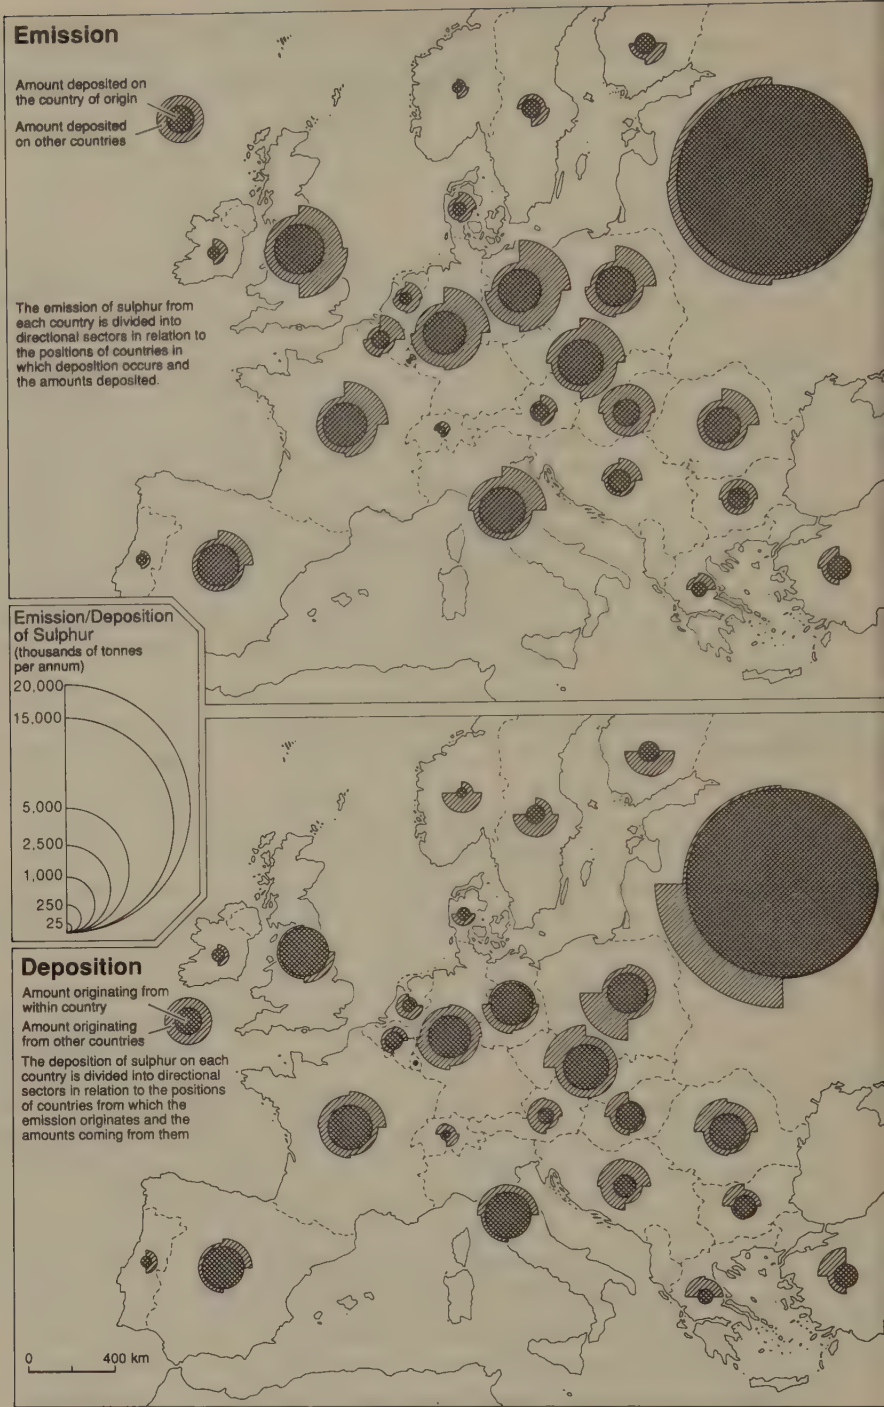 Emission
Amount deposited on
the country of origin
Amount deposited
on other countries
The emission of sulphur from
each country is divided into
directional sectors in relation to
the positions of countries in
which deposition occurs and
the amounts deposited.
Emission/Deposition
of Sulphur
(thousands of tonnes
per annum)
20,000
15,000
5,000
2,500
1,000
250
25
Deposition
Amount originating from
within country
Amount originating
from other countries
The deposition of sulphur on each
country is divided into directional
sectors in relation to the positions
of countries from which the
emission originates and the
amounts coming from them
0 400 km